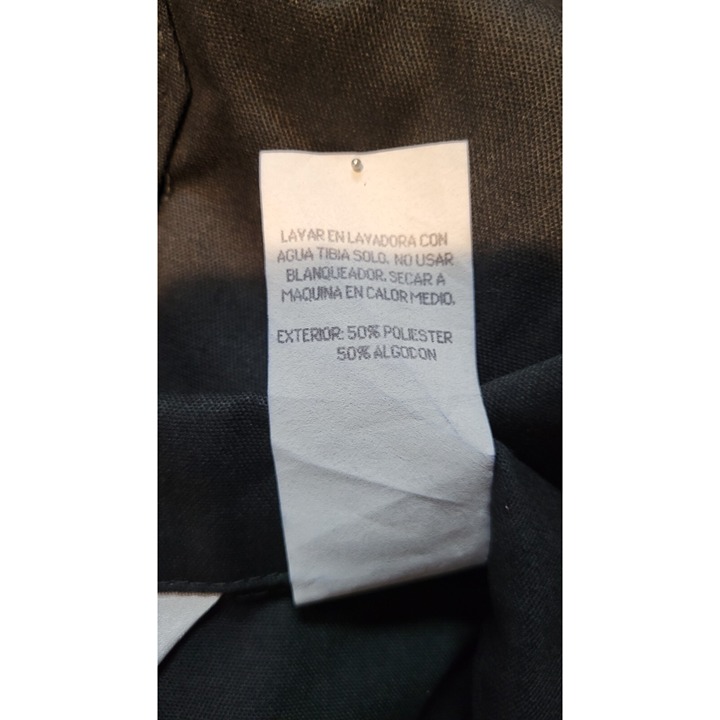 LAVAR EN LAVADORA CON
AGUA TIBIA SOLO. NO USAR
BLANQUEADOR. SECAR A
MAQUINA EN CALOR MEDIO.
EXTERIOR: 50% POLIESTER
50% ALGODON